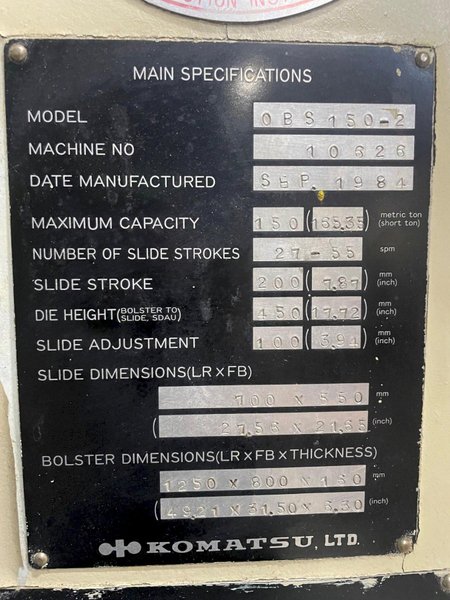 CTION INST
MAIN SPECIFICATIONS
MODEL OBS150-2
MACHINE NO 10626
DATE MANUFACTURED SEP. 1984
MAXIMUM CAPACITY 150 (165.35) metric ton (short ton)
NUMBER OF SLIDE STROKES 27-55 spm
SLIDE STROKE 200 (7.87) mm (inch)
DIE HEIGHT (BOLSTER TO SLIDE, SDAU) 450 (17.72) mm (inch)
SLIDE ADJUSTMENT 100 (3.94) mm (inch)
SLIDE DIMENSIONS(LR×FB)
700 X 550 mm
(27.56 X 21.65 (inch)
BOLSTER DIMENSIONS(LR×FB×THICKNESS)
1250 X 800 X 160 mm
(49.21 X 31.50 X 6.30 (inch)
KOMATSU, LTD.